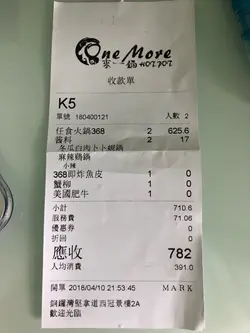 One More
來一鍋 HOT POT
收款單
K5
單號 180400121 人數 2
任食火鍋368 2 625.6
醬料 2 17
冬瓜白肉卜卜蜆鍋
麻辣鷄鍋
小辣
368即炸魚皮 1 0
蟹柳 1 0
美國肥牛 1 0
小計 710.6
服務費 71.06
優惠券 0
折回 0
應收 782
人均消費 391.0
開單 2018/04/10 21:53:45 MARK
銅鑼灣堅拿道西冠景樓2A
歡迎光臨